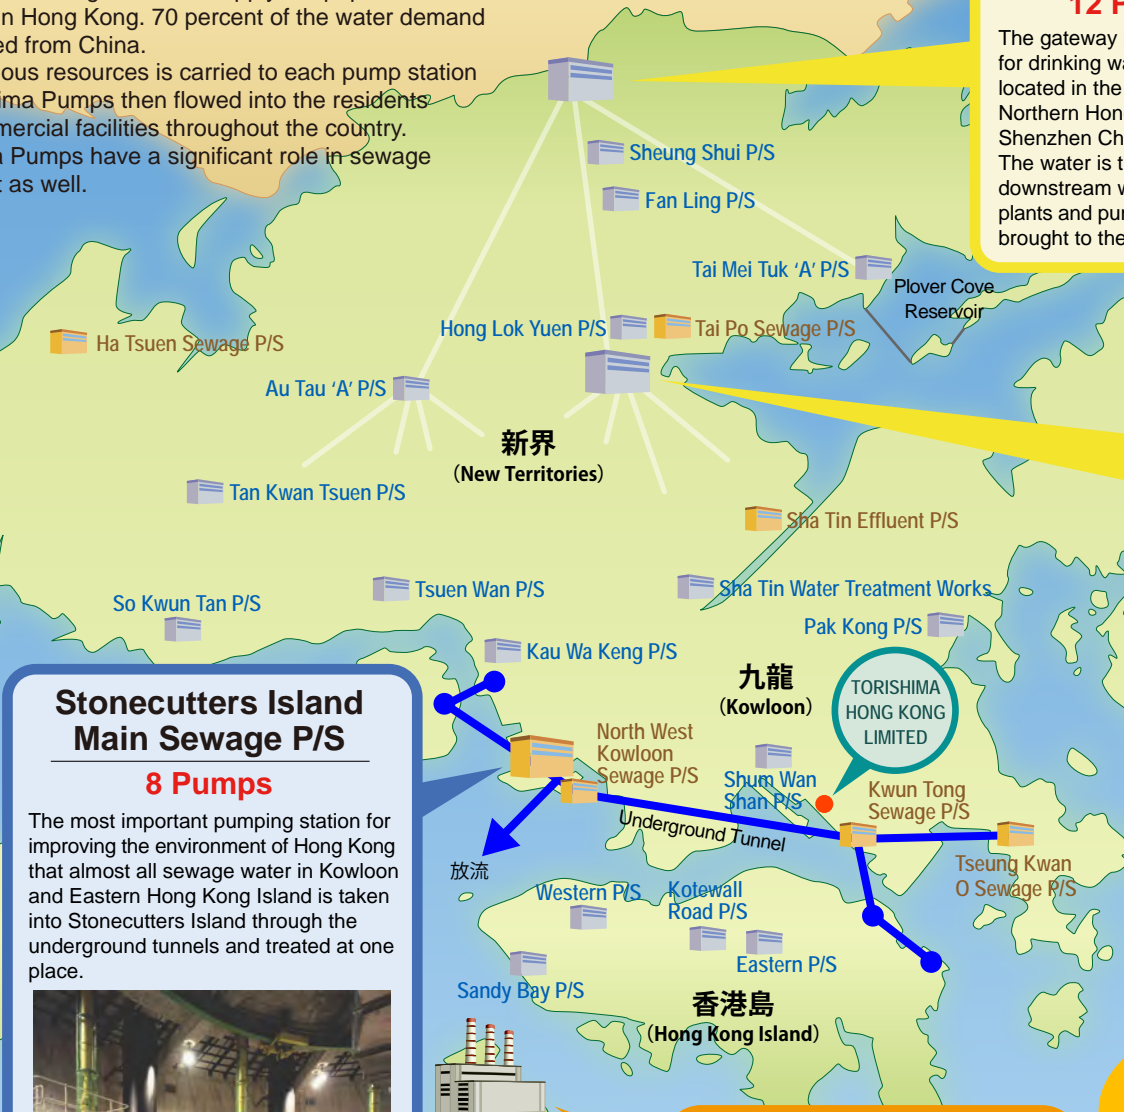 in Hong Kong. 70 percent of the water demand
ed from China.
ous resources is carried to each pump station
ima Pumps then flowed into the residents
mercial facilities throughout the country.
a Pumps have a significant role in sewage
t as well.
12 P
The gateway
for drinking wa
located in the
Northern Hon
Shenzhen Ch
The water is t
downstream w
plants and pur
brought to the
Sheung Shui P/S
Fan Ling P/S
Tai Mei Tuk ‘A’ P/S
Plover Cove
Reservoir
Hong Lok Yuen P/S
Tai Po Sewage P/S
Ha Tsuen Sewage P/S
Au Tau ‘A’ P/S
新界
(New Territories)
Tan Kwan Tsuen P/S
Sha Tin Effluent P/S
Tsuen Wan P/S
Sha Tin Water Treatment Works
So Kwun Tan P/S
Pak Kong P/S
Kau Wa Keng P/S
九龍
(Kowloon)
TORISHIMA
HONG KONG
LIMITED
Stonecutters Island
Main Sewage P/S
8 Pumps
The most important pumping station for
improving the environment of Hong Kong
that almost all sewage water in Kowloon
and Eastern Hong Kong Island is taken
into Stonecutters Island through the
underground tunnels and treated at one
place.
North West
Kowloon
Sewage P/S
Shum Wan
Shan P/S
Kwun Tong
Sewage P/S
Underground Tunnel
Tseung Kwan
O Sewage P/S
放流
Western P/S
Kotewall
Road P/S
Eastern P/S
Sandy Bay P/S
香港島
(Hong Kong Island)